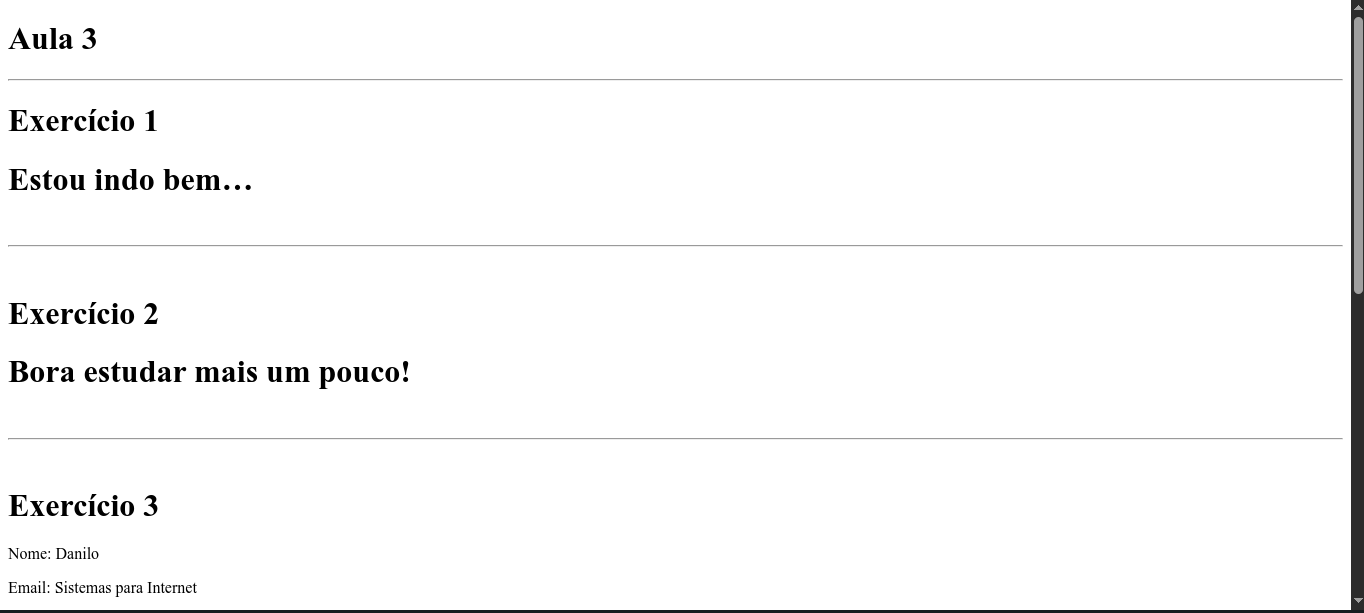 Aula 3
Exercício 1
Estou indo bem…
Exercício 2
Bora estudar mais um pouco!
Exercício 3
Nome: Danilo
Email: Sistemas para Internet